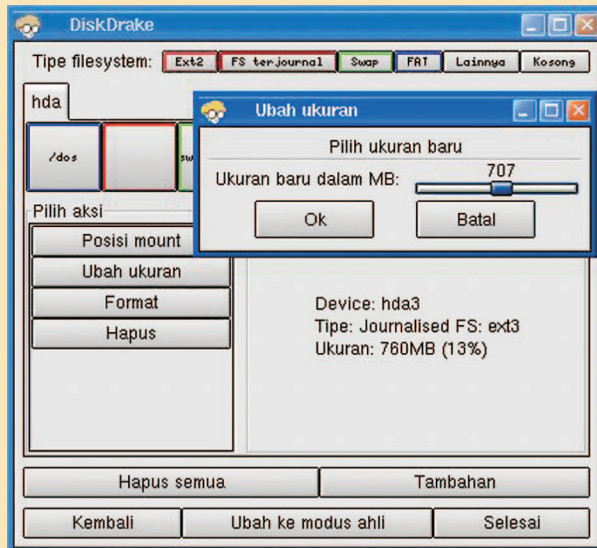 DiskDrake
Tipe filesystem: Ext2 FS terjournal Swap FAT Lainnya Kosong
hda
Ubah ukuran
Pilih ukuran baru
Ukuran baru dalam MB: 707
Ok Batal
/dos sw
Pilih aksi
Posisi mount
Ubah ukuran
Format
Hapus
Device: hda3
Tipe: Journalised FS: ext3
Ukuran: 760MB (13%)
Hapus semua Tambahan
Kembali Ubah ke modus ahli Selesai